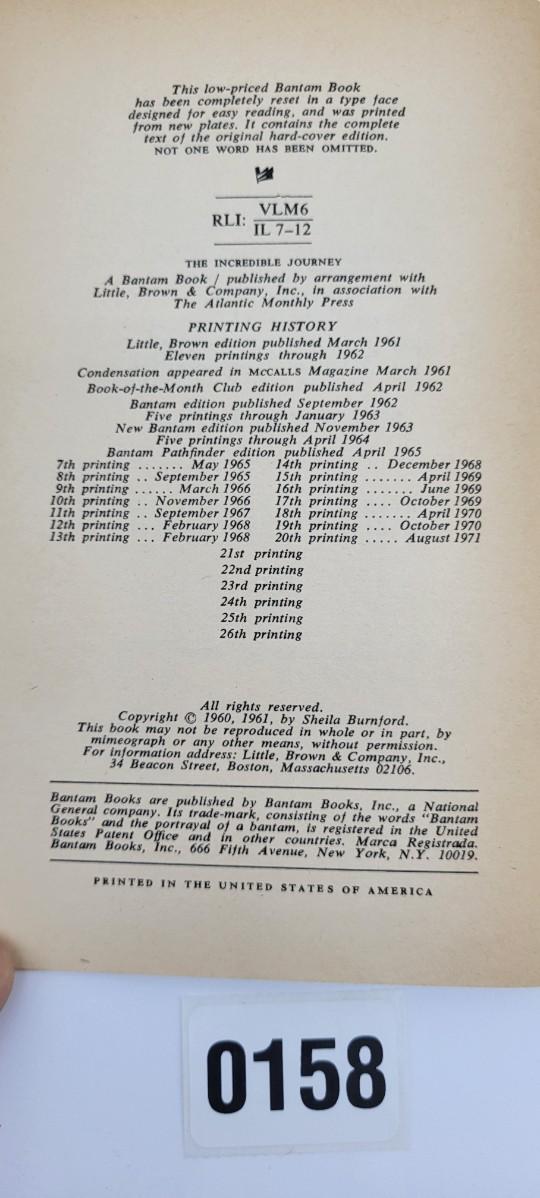 This low-priced Bantam Book
has been completely reset in a type face
designed for easy reading, and was printed
from new plates. It contains the complete
text of the original hard-cover edition.
NOT ONE WORD HAS BEEN OMITTED.
RLI: VLM6
IL 7–12
THE INCREDIBLE JOURNEY
A Bantam Book / published by arrangement with
Little, Brown & Company, Inc., in association with
The Atlantic Monthly Press
PRINTING HISTORY
Little, Brown edition published March 1961
Eleven printings through 1962
Condensation appeared in MCCALLS Magazine March 1961
Book-of-the-Month Club edition published April 1962
Bantam edition published September 1962
Five printings through January 1963
New Bantam edition published November 1963
Five printings through April 1964
Bantam Pathfinder edition published April 1965
7th printing ....... May 1965 14th printing .. December 1968
8th printing .. September 1965 15th printing ....... April 1969
9th printing ...... March 1966 16th printing ........ June 1969
10th printing .. November 1966 17th printing .... October 1969
11th printing .. September 1967 18th printing ....... April 1970
12th printing ... February 1968 19th printing .... October 1970
13th printing ... February 1968 20th printing ..... August 1971
21st printing
22nd printing
23rd printing
24th printing
25th printing
26th printing
All rights reserved.
Copyright © 1960, 1961, by Sheila Burnford.
This book may not be reproduced in whole or in part, by
mimeograph or any other means, without permission.
For information address: Little, Brown & Company, Inc.,
34 Beacon Street, Boston, Massachusetts 02106.
Bantam Books are published by Bantam Books, Inc., a National
General company. Its trade-mark, consisting of the words "Bantam
Books" and the portrayal of a bantam, is registered in the United
States Patent Office and in other countries. Marca Registrada.
Bantam Books, Inc., 666 Fifth Avenue, New York, N.Y. 10019.
PRINTED IN THE UNITED STATES OF AMERICA
0158